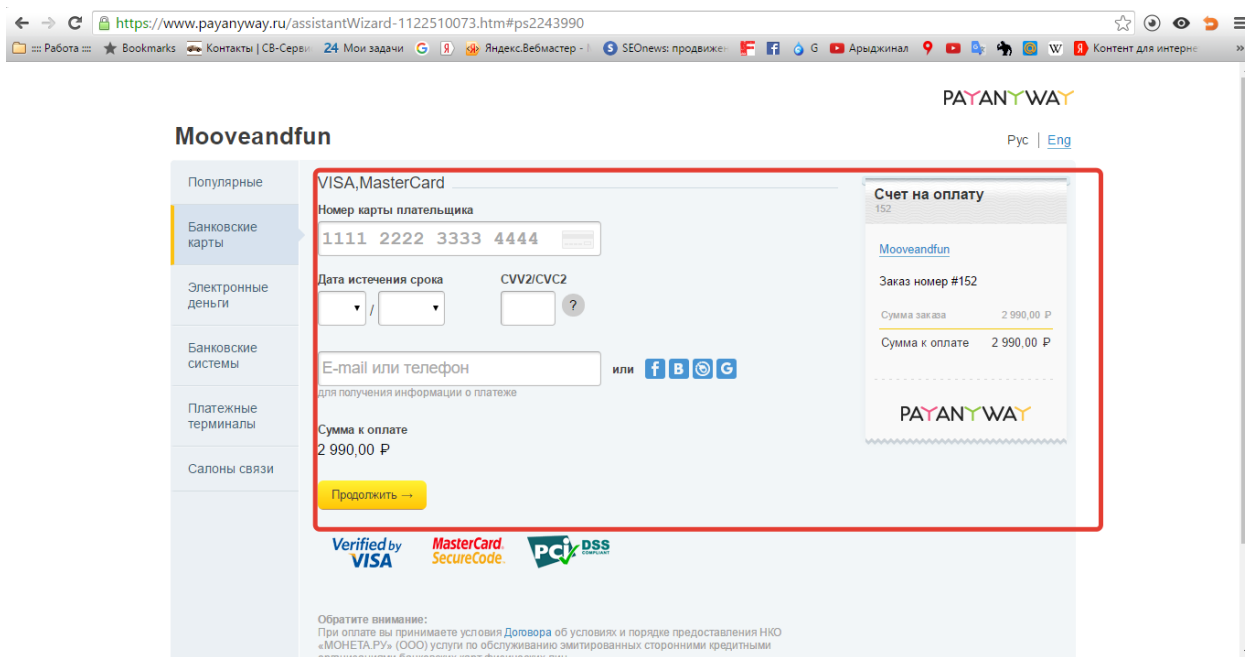 https://www.payanyway.ru/assistantWizard-1122510073.htm#ps2243990
:::: Работа :::: Bookmarks Контакты | СВ-Серви 24 Мои задачи Яндекс.Вебмастер - SEOnews: продвижен G Арыджинал Контент для интерне »
PAYANYWAY
Mooveandfun
Рус | Eng
Популярные
Банковские
карты
Электронные
деньги
Банковские
системы
Платежные
терминалы
Салоны связи
VISA,MasterCard
Номер карты плательщика
1111 2222 3333 4444
Дата истечения срока CVV2/CVC2
/ ?
E-mail или телефон или
для получения информации о платеже
Сумма к оплате
2 990,00 ₽
Продолжить →
Счет на оплату
152
Mooveandfun
Заказ номер #152
Сумма заказа 2 990,00 ₽
Сумма к оплате 2 990,00 ₽
PAYANYWAY
Verified by
VISA
MasterCard.
SecureCode.
PCI DSS
COMPLIANT
Обратите внимание:
При оплате вы принимаете условия Договора об условиях и порядке предоставления НКО
«МОНЕТА.РУ» (ООО) услуги по обслуживанию эмитированных сторонними кредитными